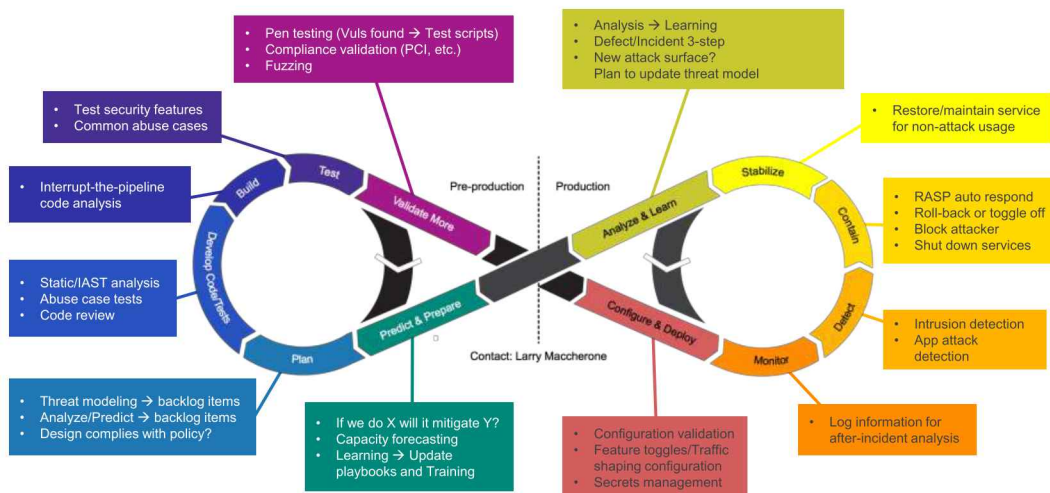 • Pen testing (Vuls found → Test scripts)
• Compliance validation (PCI, etc.)
• Fuzzing
• Analysis → Learning
• Defect/Incident 3-step
• New attack surface?
Plan to update threat model
• Test security features
• Common abuse cases
• Restore/maintain service
for non-attack usage
• Interrupt-the-pipeline
code analysis
Build
Test
Validate More
Pre-production
Production
Analyze & Learn
Stabilize
Contain
• RASP auto respond
• Roll-back or toggle off
• Block attacker
• Shut down services
• Static/IAST analysis
• Abuse case tests
• Code review
Develop Code/Tests
Plan
Predict & Prepare
Contact: Larry Maccherone
Configure & Deploy
Monitor
Detect
• Intrusion detection
• App attack
detection
• Threat modeling → backlog items
• Analyze/Predict → backlog items
• Design complies with policy?
• If we do X will it mitigate Y?
• Capacity forecasting
• Learning → Update
playbooks and Training
• Configuration validation
• Feature toggles/Traffic
shaping configuration
• Secrets management
• Log information for
after-incident analysis